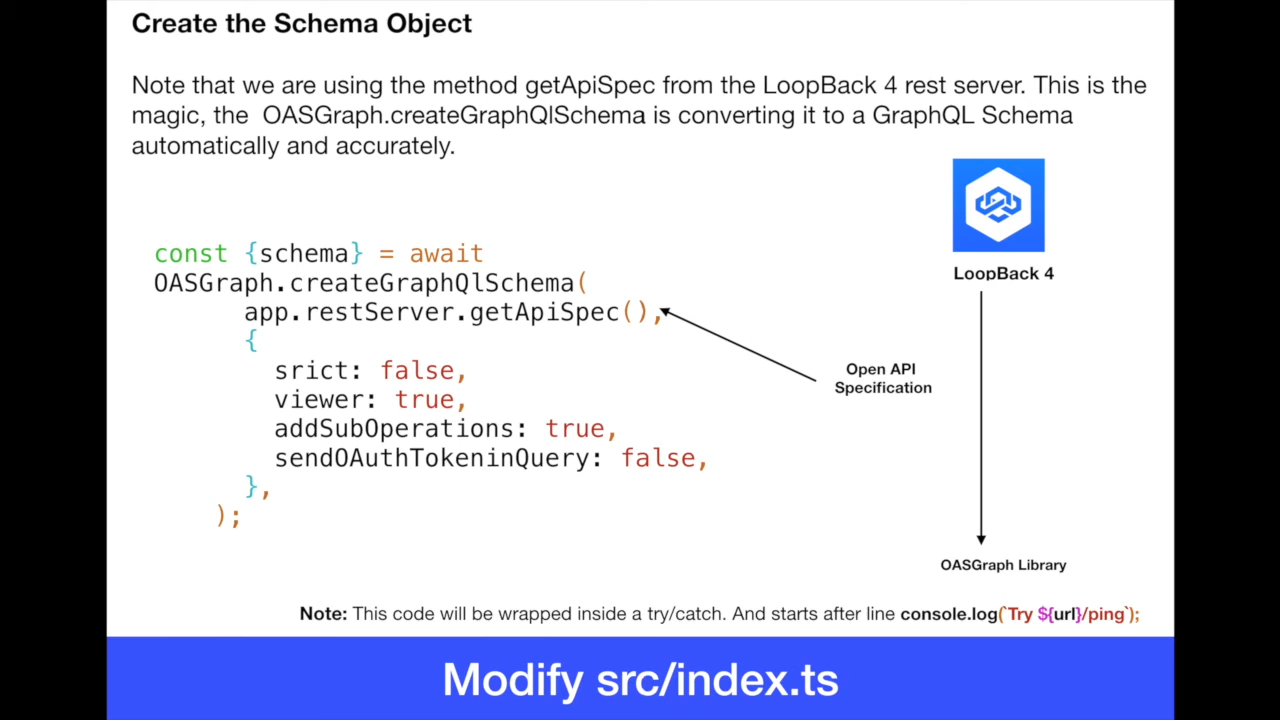 Create the Schema Object
Note that we are using the method getApiSpec from the LoopBack 4 rest server. This is the
magic, the OASGraph.createGraphQlSchema is converting it to a GraphQL Schema
automatically and accurately.
const {schema} = await
OASGraph.createGraphQlSchema(
app.restServer.getApiSpec(),
{
srict: false,
viewer: true,
addSubOperations: true,
sendOAuthTokeninQuery: false,
},
);
LoopBack 4
Open API
Specification
OASGraph Library
Note: This code will be wrapped inside a try/catch. And starts after line console.log(`Try ${url}/ping`);
Modify src/index.ts